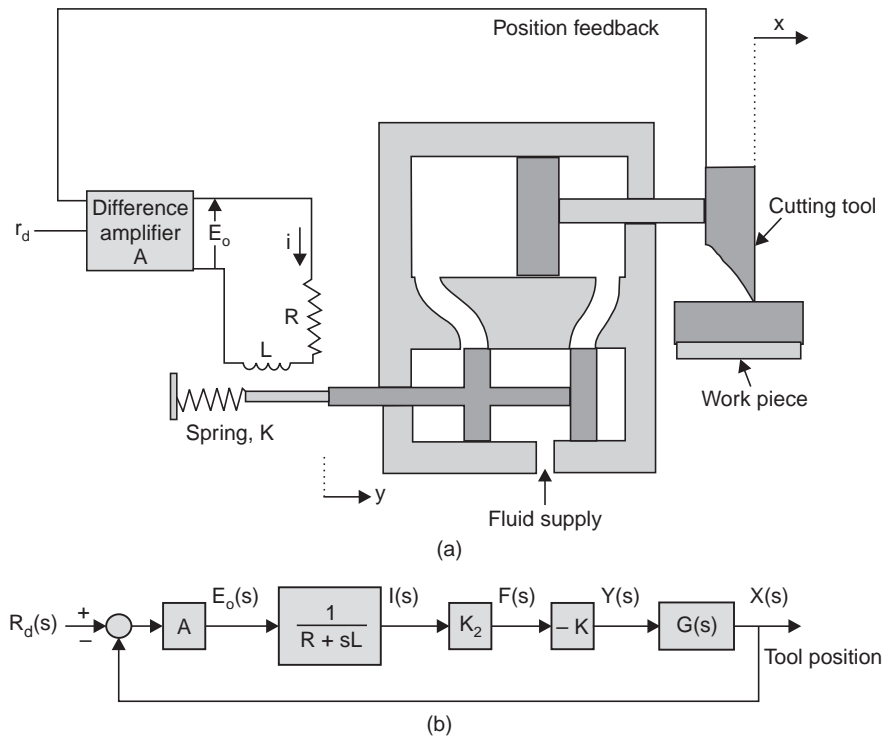 Position feedback
x
Difference
amplifier
A
r_d
E_o
i
R
L
Cutting tool
Work piece
Spring, K
y
Fluid supply
(a)
R_d(s)
+
−
A
E_o(s)
1
R + sL
I(s)
K_2
F(s)
– K
Y(s)
G(s)
X(s)
Tool position
(b)